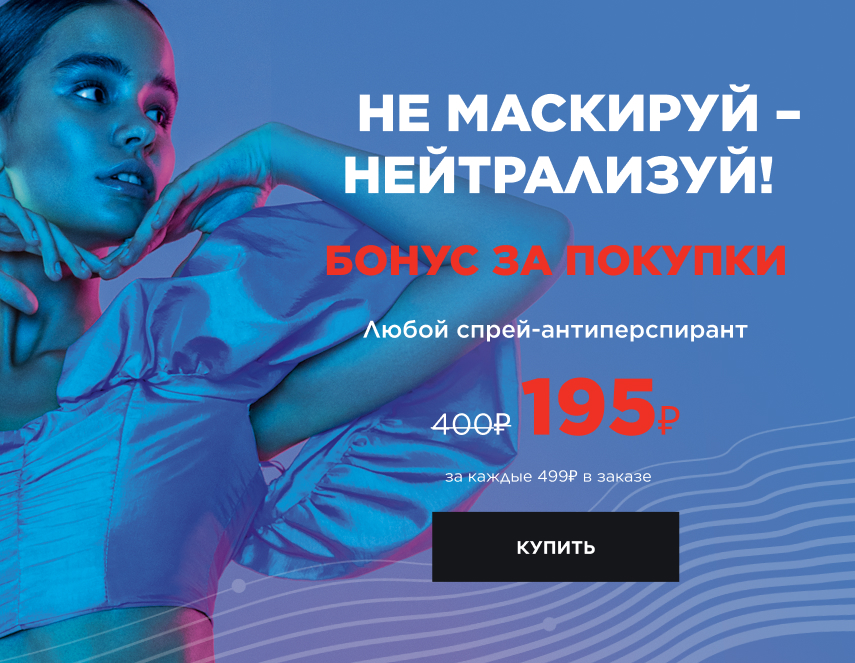 НЕ МАСКИРУЙ –
НЕЙТРАЛИЗУЙ!
БОНУС ЗА ПОКУПКИ
Любой спрей-антиперспирант
400₽ 195₽
за каждые 499₽ в заказе
КУПИТЬ